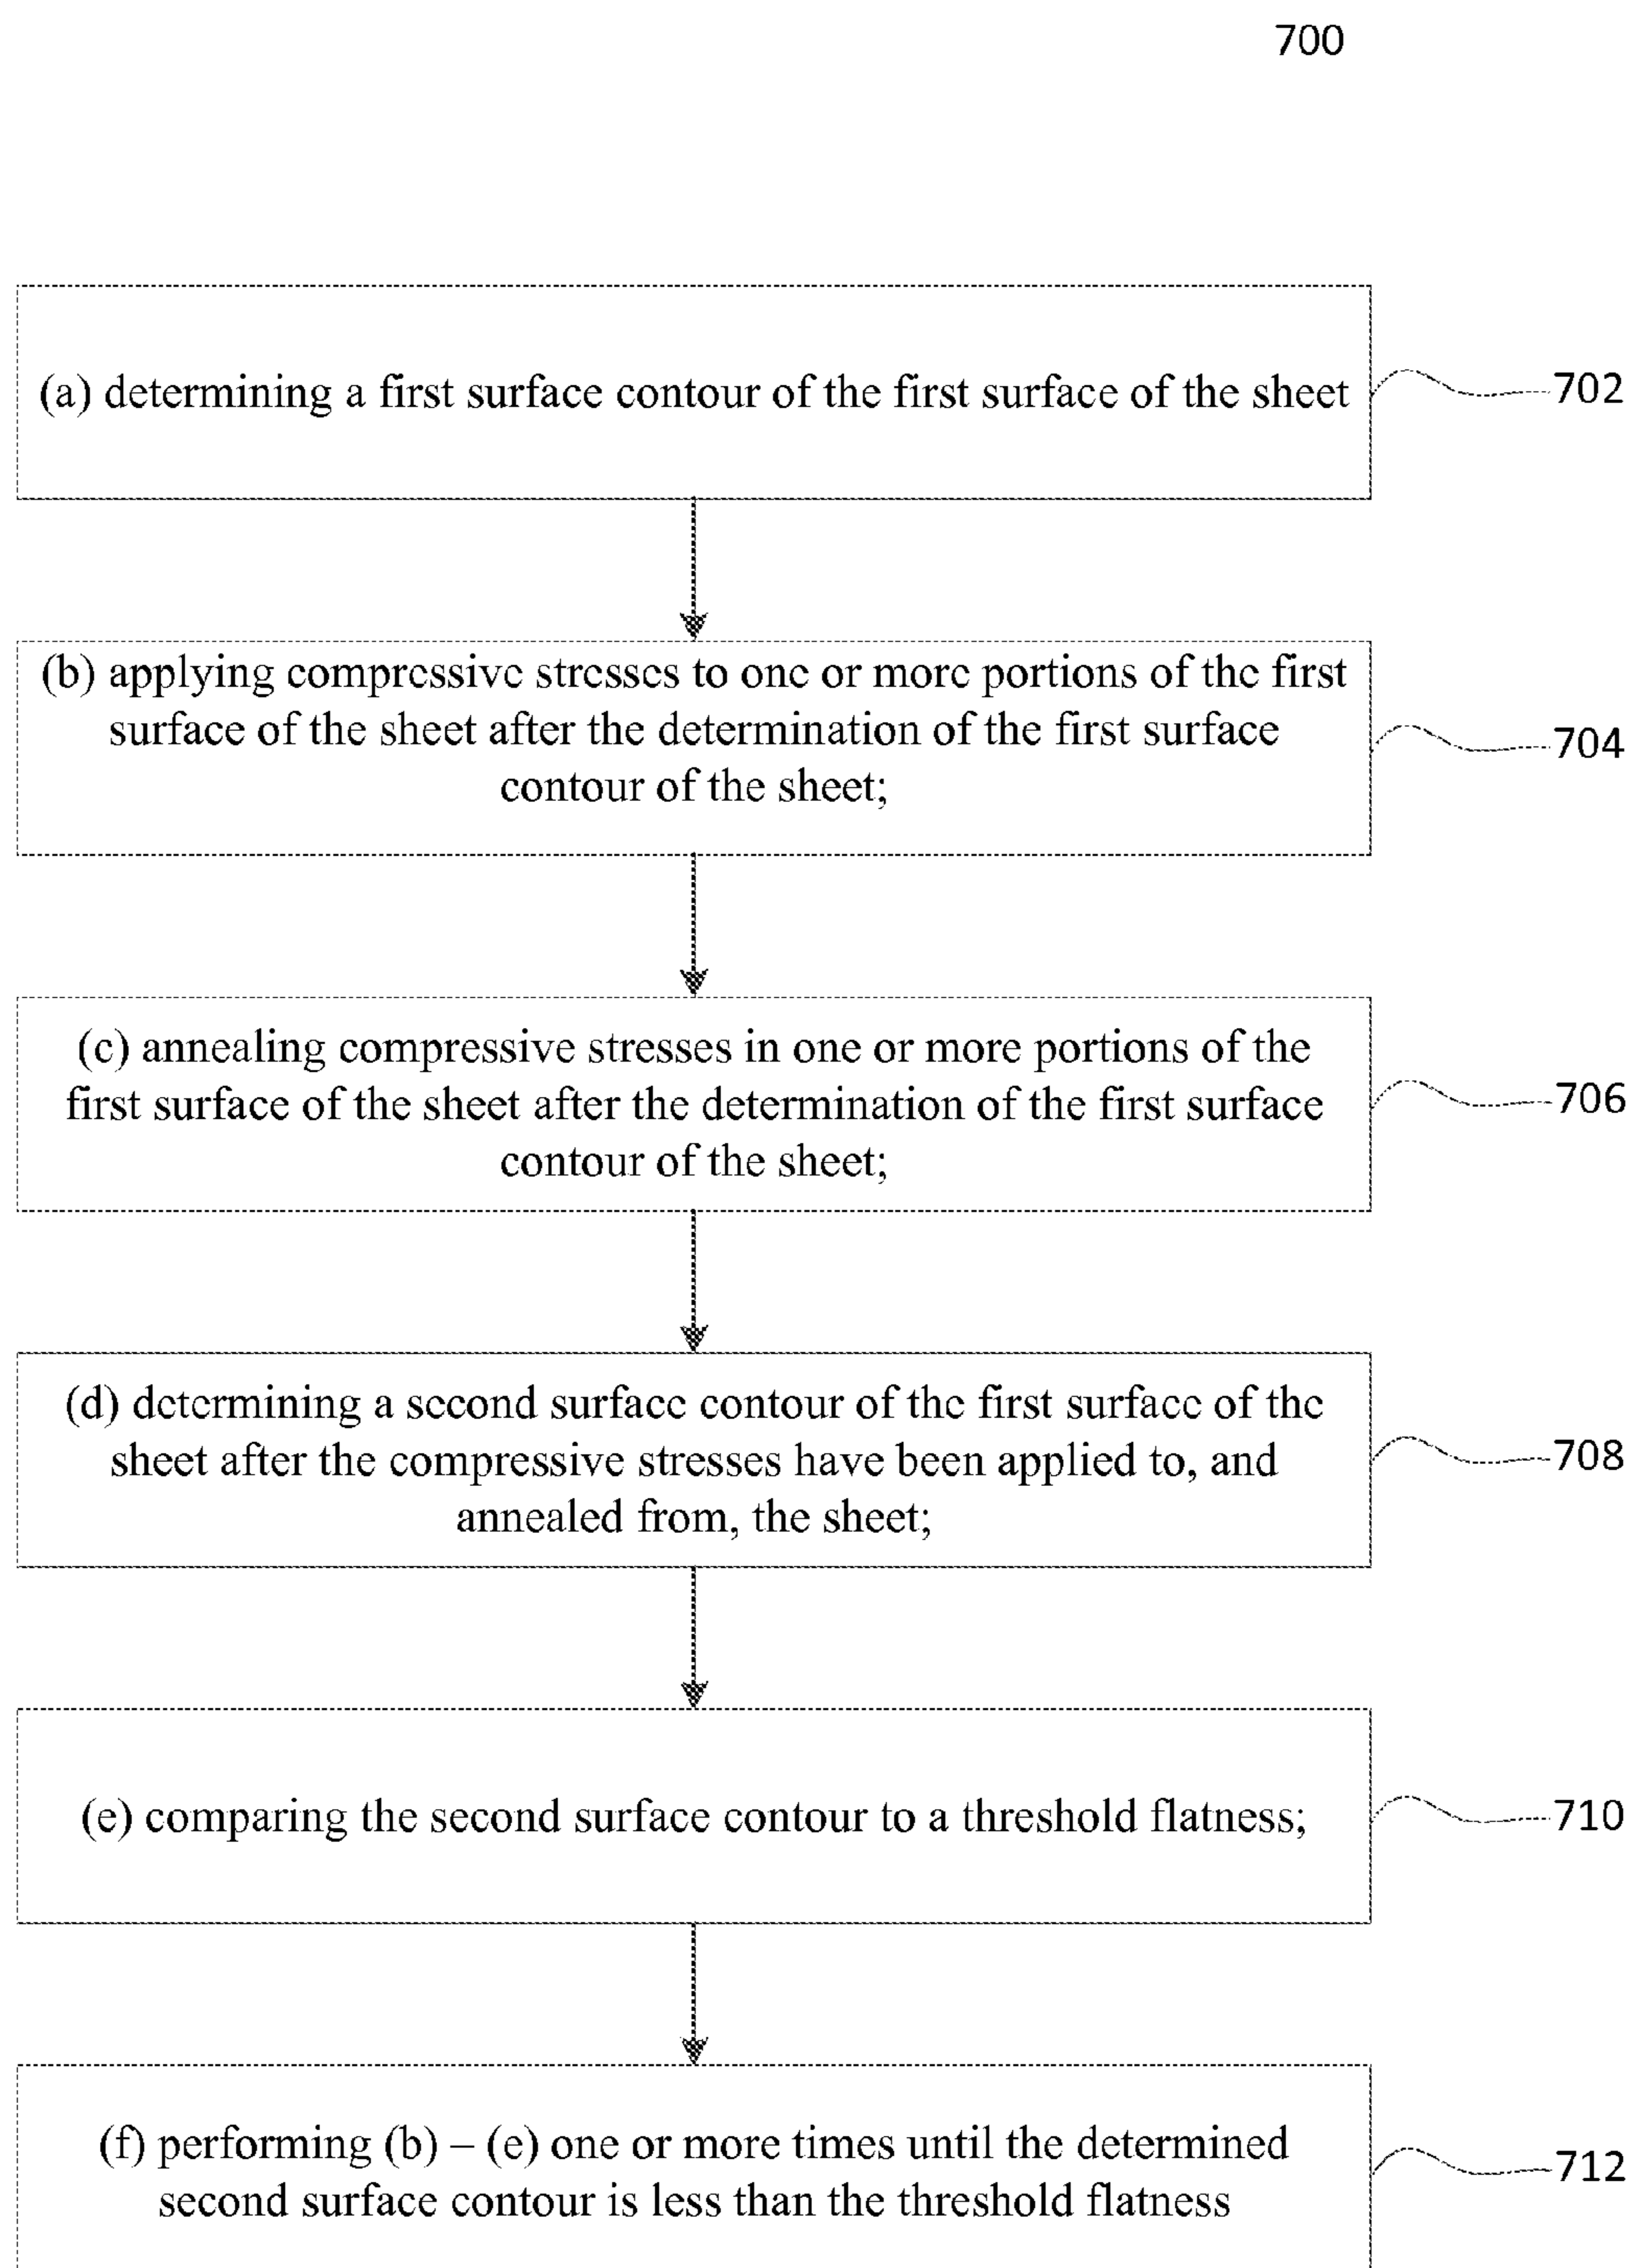 700
(a) determining a first surface contour of the first surface of the sheet
702
(b) applying compressive stresses to one or more portions of the first
surface of the sheet after the determination of the first surface
contour of the sheet;
704
(c) annealing compressive stresses in one or more portions of the
first surface of the sheet after the determination of the first surface
contour of the sheet;
706
(d) determining a second surface contour of the first surface of the
sheet after the compressive stresses have been applied to, and
annealed from, the sheet;
708
(e) comparing the second surface contour to a threshold flatness;
710
(f) performing (b) – (e) one or more times until the determined
second surface contour is less than the threshold flatness
712